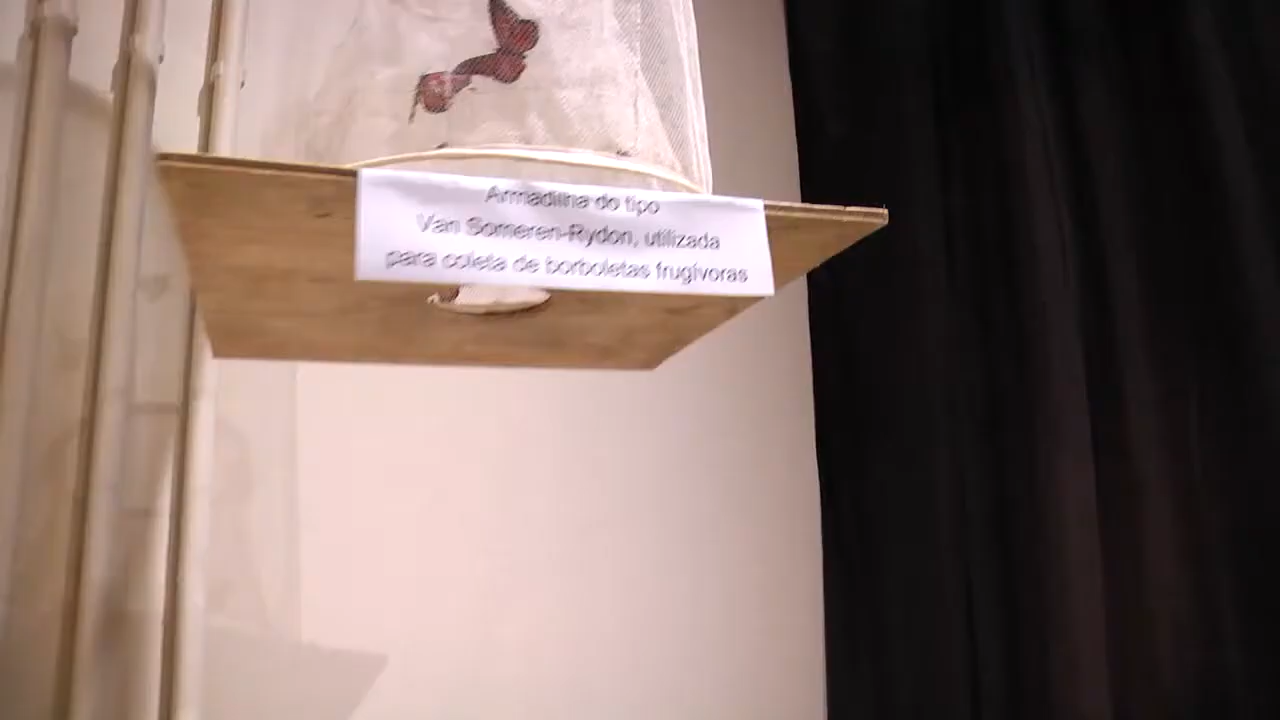 Armadilha do tipo
Van Someren-Rydon, utilizada
para coleta de borboletas frugívoras